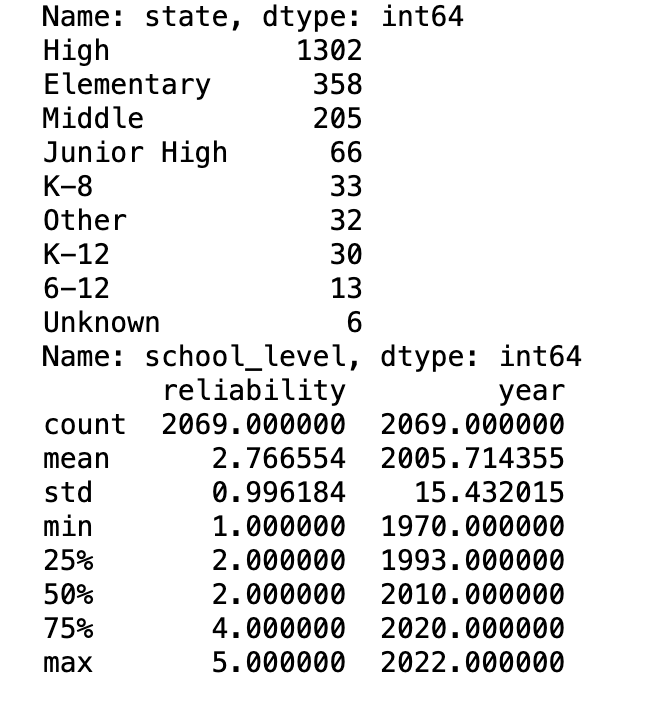 Name: state, dtype: int64
High           1302
Elementary      358
Middle          205
Junior High      66
K-8              33
Other            32
K-12             30
6-12             13
Unknown           6
Name: school_level, dtype: int64
       reliability         year
count  2069.000000  2069.000000
mean      2.766554  2005.714355
std       0.996184    15.432015
min       1.000000  1970.000000
25%       2.000000  1993.000000
50%       2.000000  2010.000000
75%       4.000000  2020.000000
max       5.000000  2022.000000